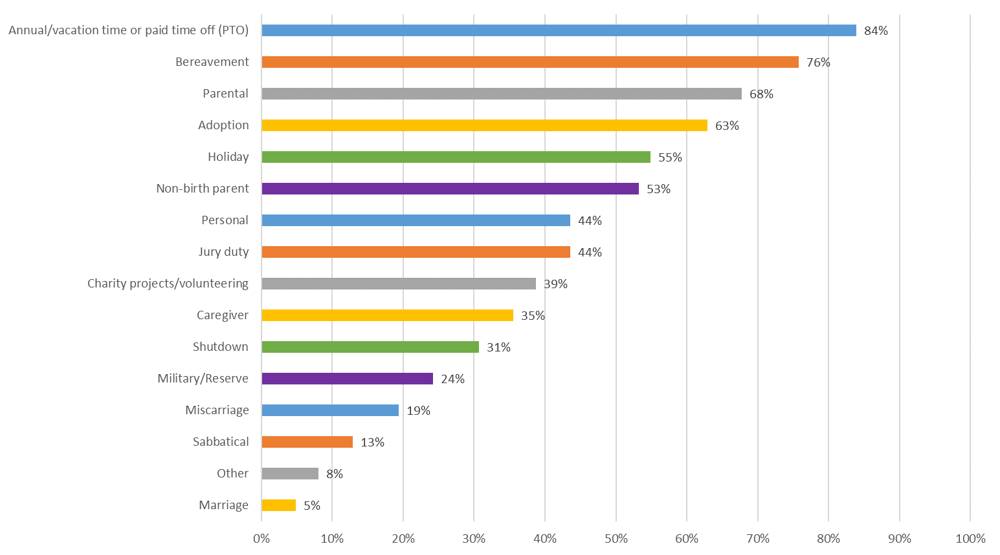 Annual/vacation time or paid time off (PTO) 84%
Bereavement 76%
Parental 68%
Adoption 63%
Holiday 55%
Non-birth parent 53%
Personal 44%
Jury duty 44%
Charity projects/volunteering 39%
Caregiver 35%
Shutdown 31%
Military/Reserve 24%
Miscarriage 19%
Sabbatical 13%
Other 8%
Marriage 5%
0% 10% 20% 30% 40% 50% 60% 70% 80% 90% 100%